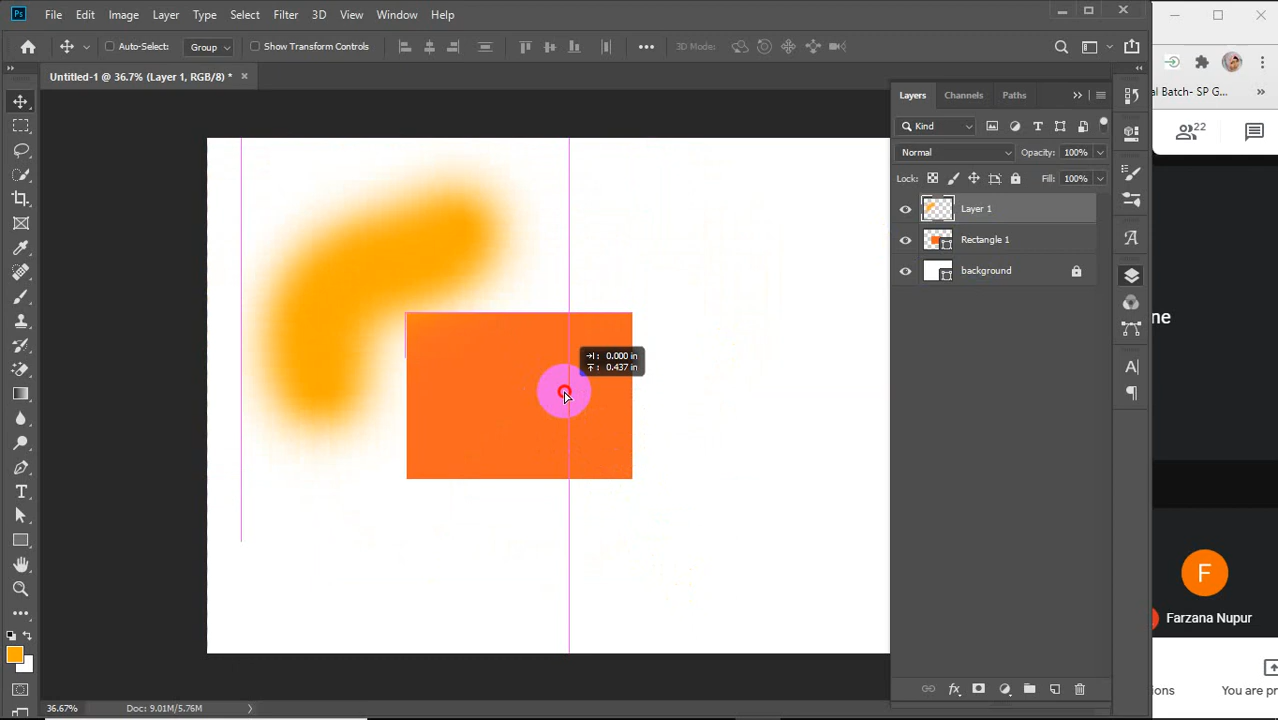 Ps File Edit Image Layer Type Select Filter 3D View Window Help
Auto-Select: Group Show Transform Controls 3D Mode:
Untitled-1 @ 36.7% (Layer 1, RGB/8) *
Layers Channels Paths
al Batch- SP G...
Kind
22
Normal Opacity: 100%
Lock: Fill: 100%
Layer 1
Rectangle 1
background
ne
0.000 in
0.437 in
F
Farzana Nupur
36.67% Doc: 9.01M/5.76M
ions You are p